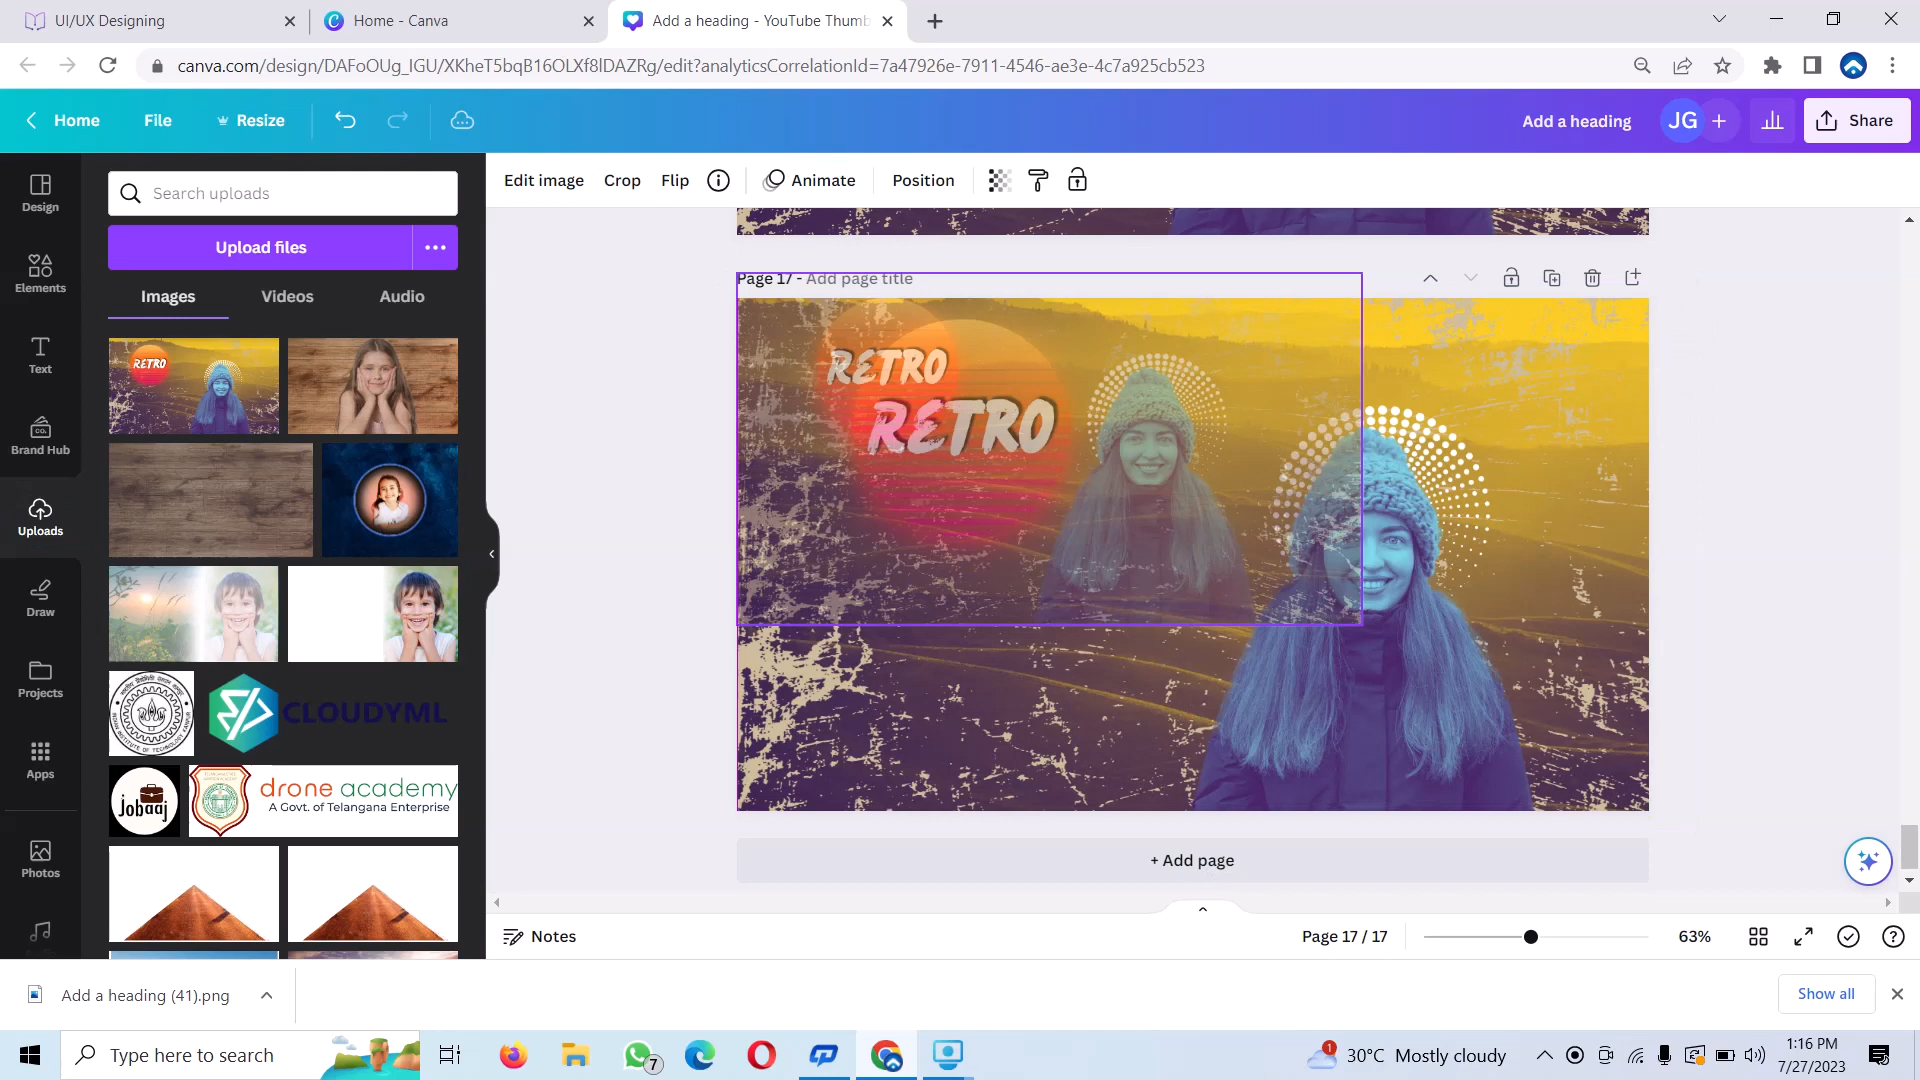 UI/UX Designing
Home - Canva
Add a heading - YouTube Thumb
canva.com/design/DAFoOUg_IGU/XKheT5bqB16OLXf8lDAZRg/edit?analyticsCorrelationId=7a47926e-7911-4546-ae3e-4c7a925cb523
Home
File
Resize
Add a heading
JG
Share
Design
Elements
Text
Brand Hub
Uploads
Draw
Projects
Apps
Photos
Search uploads
Upload files
Images
Videos
Audio
RETRO
CLOUDYML
jobaaj
drone academy
A Govt. of Telangana Enterprise
Edit image
Crop
Flip
Animate
Position
Page 17 - Add page title
RETRO
RETRO
+ Add page
Notes
Page 17 / 17
63%
Add a heading (41).png
Show all
Type here to search
7
1
30°C Mostly cloudy
1:16 PM
7/27/2023